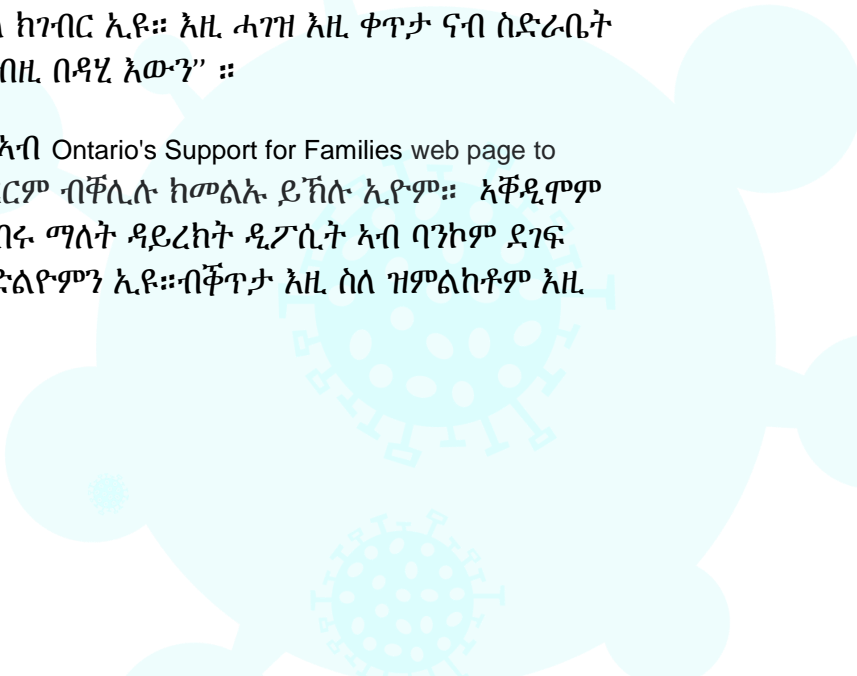 ክገብር ኢዩ። እዚ ሓገዝ እዚ ቀጥታ ናብ ስድራቤት
ብዚ በዳሂ እውን” ።
ኣብ Ontario's Support for Families web page to
ርም ብቐሊሉ ክመልኡ ይኽሉ ኢዮም። ኣቐዲሞም
ብሩ ማለት ዳይረክት ዲፖሲት ኣብ ባንኮም ደገፍ
ድልዮምን ኢዩ።ብቕጥታ እዚ ስለ ዝምልከቶም እዚ